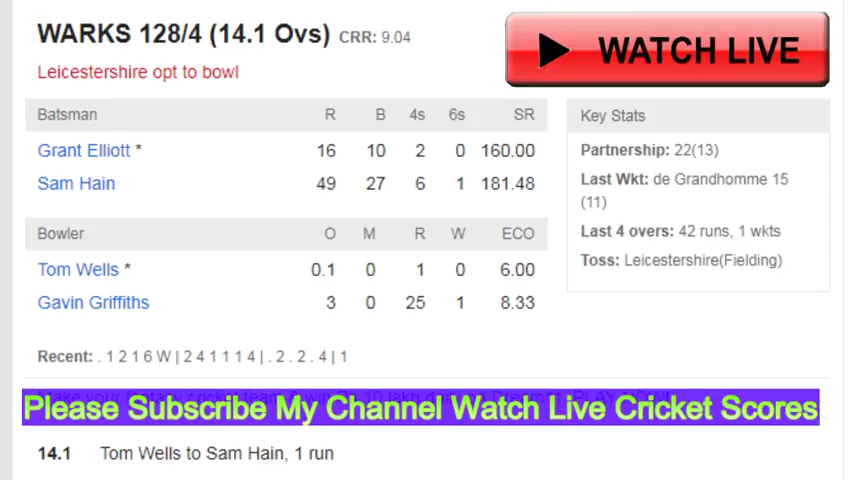 WARKS 128/4 (14.1 Ovs) CRR: 9.04
WATCH LIVE
Leicestershire opt to bowl
Batsman R B 4s 6s SR
Grant Elliott * 16 10 2 0 160.00
Sam Hain 49 27 6 1 181.48
Bowler O M R W ECO
Tom Wells * 0.1 0 1 0 6.00
Gavin Griffiths 3 0 25 1 8.33
Key Stats
Partnership: 22(13)
Last Wkt: de Grandhomme 15
(11)
Last 4 overs: 42 runs, 1 wkts
Toss: Leicestershire(Fielding)
Recent: . 1 2 1 6 W | 2 4 1 1 1 4 | . 2 . 2 . 4 | 1
Please Subscribe My Channel Watch Live Cricket Scores
14.1 Tom Wells to Sam Hain, 1 run